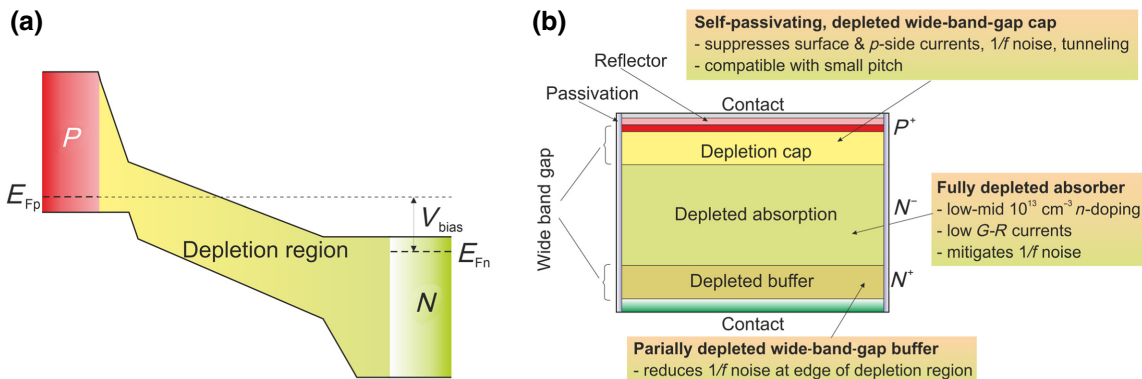 (a)
P
E_Fp
V_bias
Depletion region
E_Fn
N
(b)
Self-passivating, depleted wide-band-gap cap
- suppresses surface & p-side currents, 1/f noise, tunneling
- compatible with small pitch
Reflector
Passivation
Contact
P+
Depletion cap
Wide band gap
Depleted absorption
N−
Fully depleted absorber
- low-mid 10^13 cm^−3 n-doping
- low G-R currents
- mitigates 1/f noise
Depleted buffer
N+
Contact
Parially depleted wide-band-gap buffer
- reduces 1/f noise at edge of depletion region